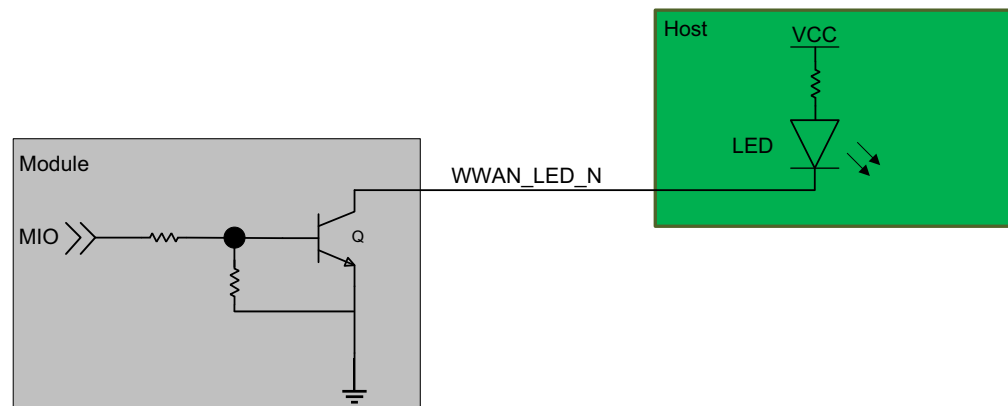 Host
VCC
LED
Module
WWAN_LED_N
MIO
Q